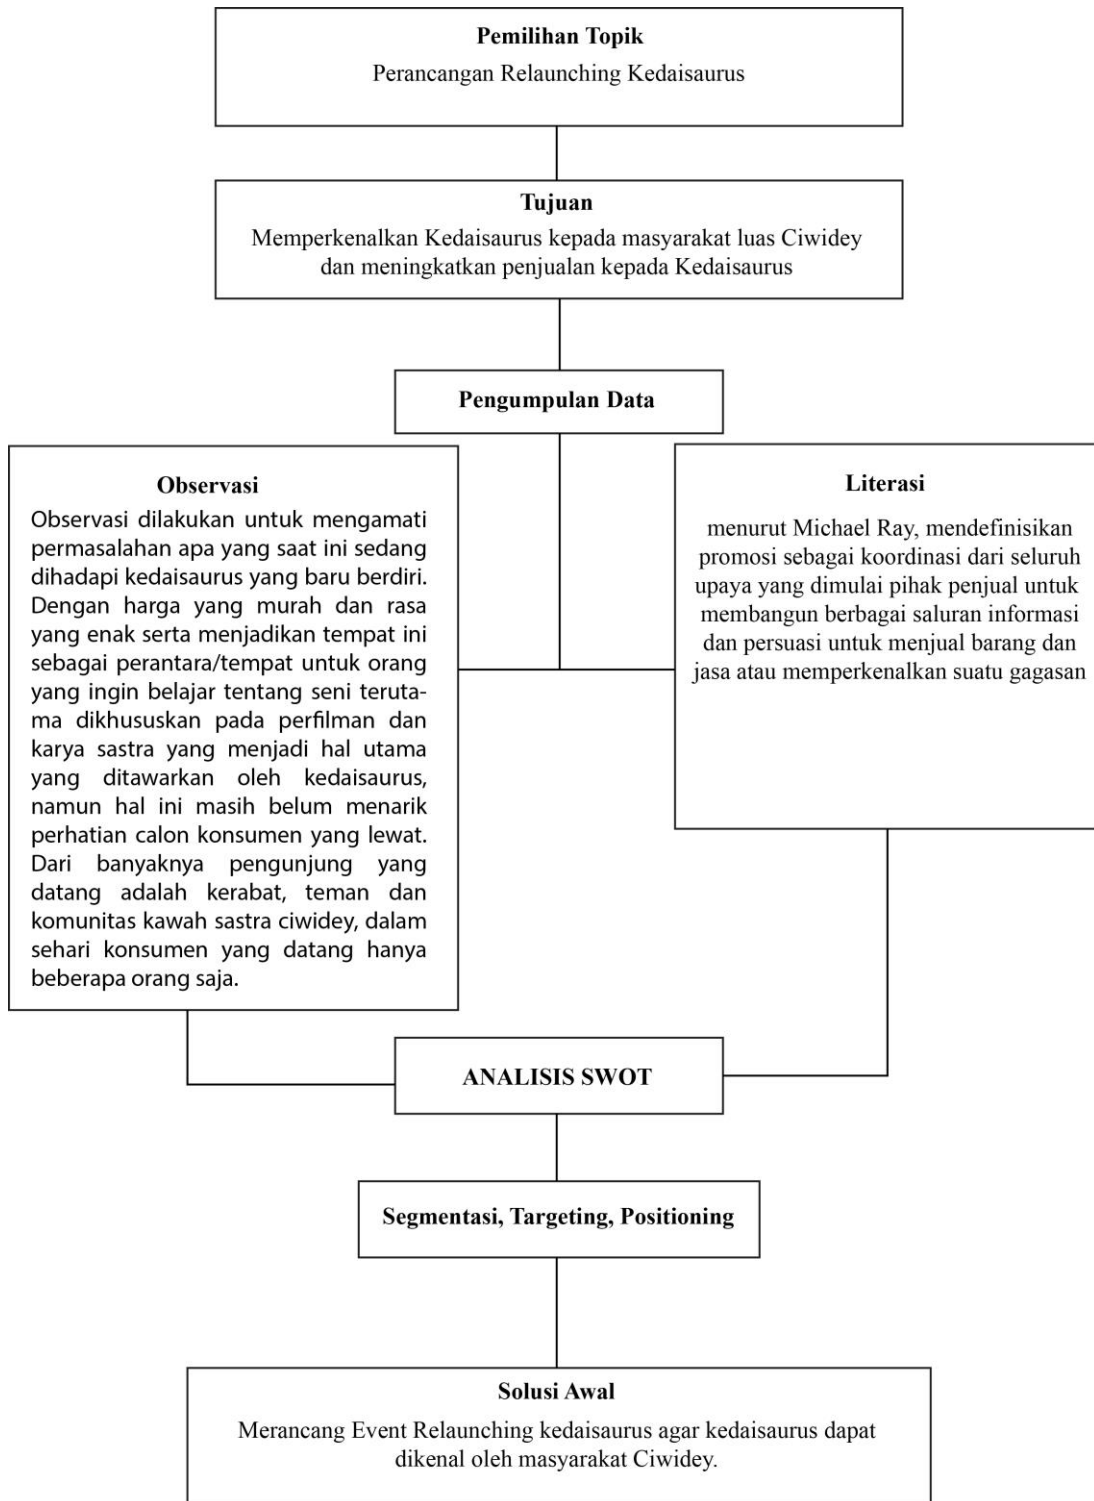 Pemilihan Topik
Perancangan Relaunching Kedaisaurus
Tujuan
Memperkenalkan Kedaisaurus kepada masyarakat luas Ciwidey
dan meningkatkan penjualan kepada Kedaisaurus
Pengumpulan Data
Observasi
Observasi dilakukan untuk mengamati
permasalahan apa yang saat ini sedang
dihadapi kedaisaurus yang baru berdiri.
Dengan harga yang murah dan rasa
yang enak serta menjadikan tempat ini
sebagai perantara/tempat untuk orang
yang ingin belajar tentang seni teruta-
ma dikhususkan pada perfilman dan
karya sastra yang menjadi hal utama
yang ditawarkan oleh kedaisaurus,
namun hal ini masih belum menarik
perhatian calon konsumen yang lewat.
Dari banyaknya pengunjung yang
datang adalah kerabat, teman dan
komunitas kawah sastra ciwidey, dalam
sehari konsumen yang datang hanya
beberapa orang saja.
Literasi
menurut Michael Ray, mendefinisikan
promosi sebagai koordinasi dari seluruh
upaya yang dimulai pihak penjual untuk
membangun berbagai saluran informasi
dan persuasi untuk menjual barang dan
jasa atau memperkenalkan suatu gagasan
ANALISIS SWOT
Segmentasi, Targeting, Positioning
Solusi Awal
Merancang Event Relaunching kedaisaurus agar kedaisaurus dapat
dikenal oleh masyarakat Ciwidey.